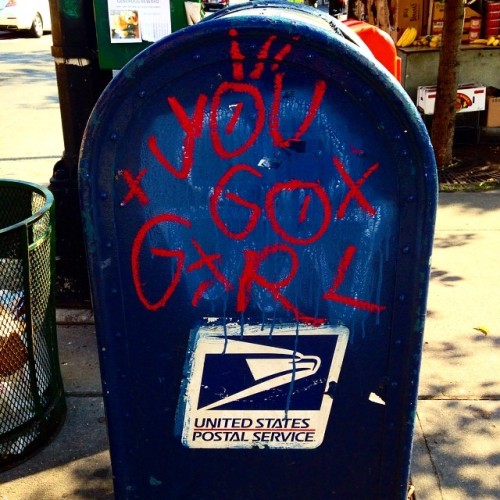 YOU
GO
GIRL
UNITED STATES
POSTAL SERVICE